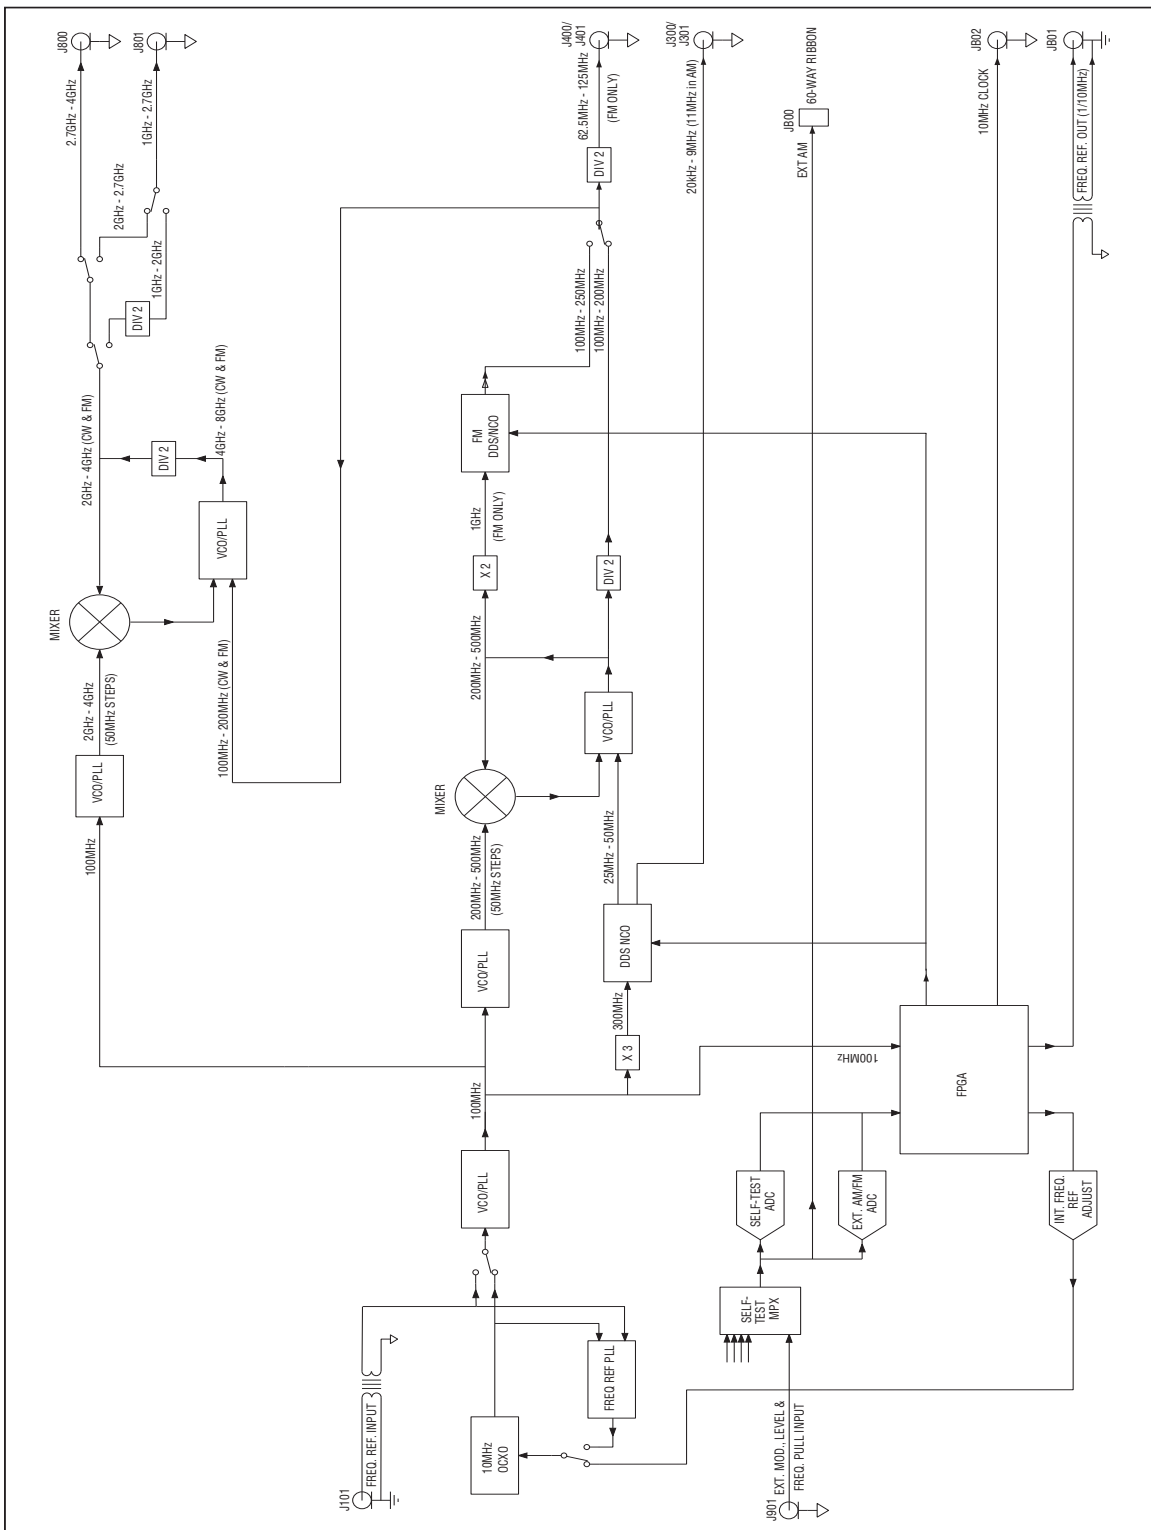 J800
J801
2.7GHz - 4GHz
1GHz - 2.7GHz
2GHz - 2.7GHz
1GHz - 2GHz
DIV 2
2GHz - 4GHz (CW & FM)
4GHz - 8GHz (CW & FM)
DIV 2
VCO/PLL
MIXER
2GHz - 4GHz
(50MHz STEPS)
100MHz - 200MHz (CW & FM)
VCO/PLL
100MHz
J400/
J401
62.5MHz - 125MHz
(FM ONLY)
DIV 2
100MHz - 250MHz
100MHz - 200MHz
FM
DDS/NCO
1GHz
(FM ONLY)
X 2
DIV 2
200MHz - 500MHz
VCO/PLL
MIXER
200MHz - 500MHz
(50MHz STEPS)
25MHz - 50MHz
VCO/PLL
DDS NCO
300MHz
X 3
100MHz
VCO/PLL
J300/
J301
20kHz - 9MHz (11MHz in AM)
60-WAY RIBBON
JB00
EXT AM
JB02
10MHz CLOCK
JB01
FREQ. REF. OUT (1/10MHz)
100MHz
FPGA
SELF-TEST
ADC
EXT. AM/FM
ADC
INT. FREQ.
REF
ADJUST
SELF-
TEST
MPX
FREQ REF PLL
10MHz
OCXO
J101
FREQ. REF. INPUT
J901
EXT. MOD., LEVEL &
FREQ. PULL INPUT